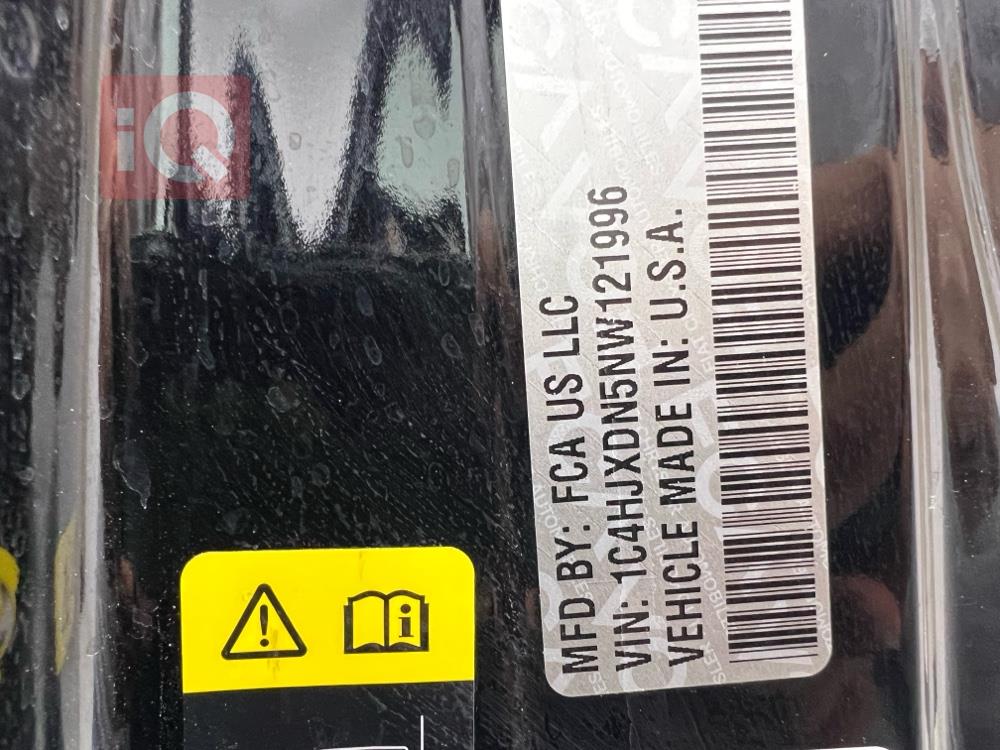 iQ
MFD BY: FCA US LLC
VIN: 1C4HJXDN5NW121996
VEHICLE MADE IN: U.S.A.
i